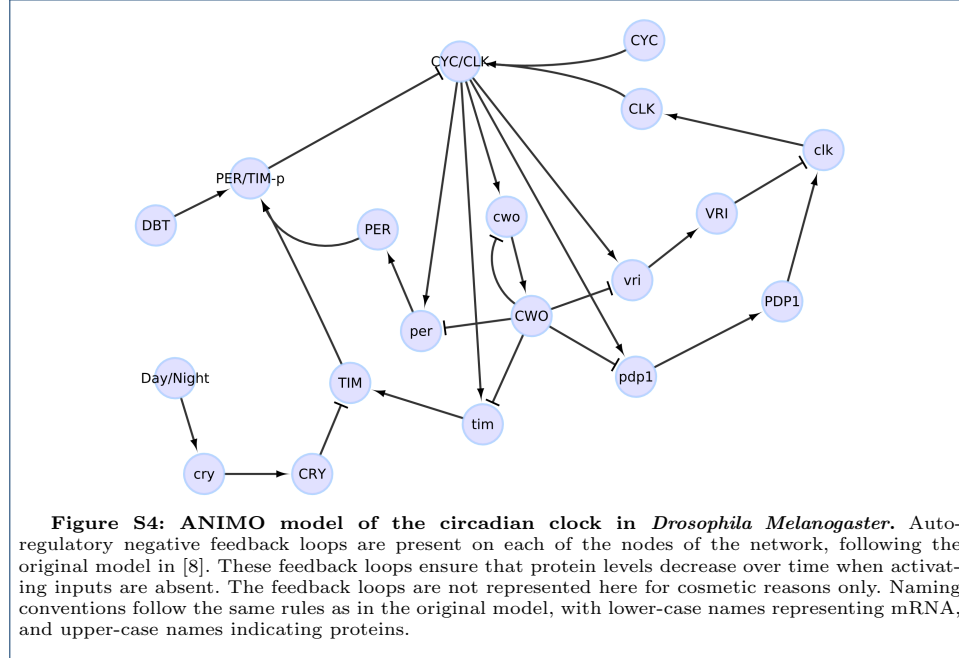 CYC
CYC/CLK
CLK
clk
PER/TIM-p
DBT
PER
cwo
VRI
vri
PDP1
CWO
per
pdp1
Day/Night
TIM
tim
cry
CRY
Figure S4: ANIMO model of the circadian clock in Drosophila Melanogaster. Auto-
regulatory negative feedback loops are present on each of the nodes of the network, following the
original model in [8]. These feedback loops ensure that protein levels decrease over time when activat-
ing inputs are absent. The feedback loops are not represented here for cosmetic reasons only. Naming
conventions follow the same rules as in the original model, with lower-case names representing mRNA,
and upper-case names indicating proteins.